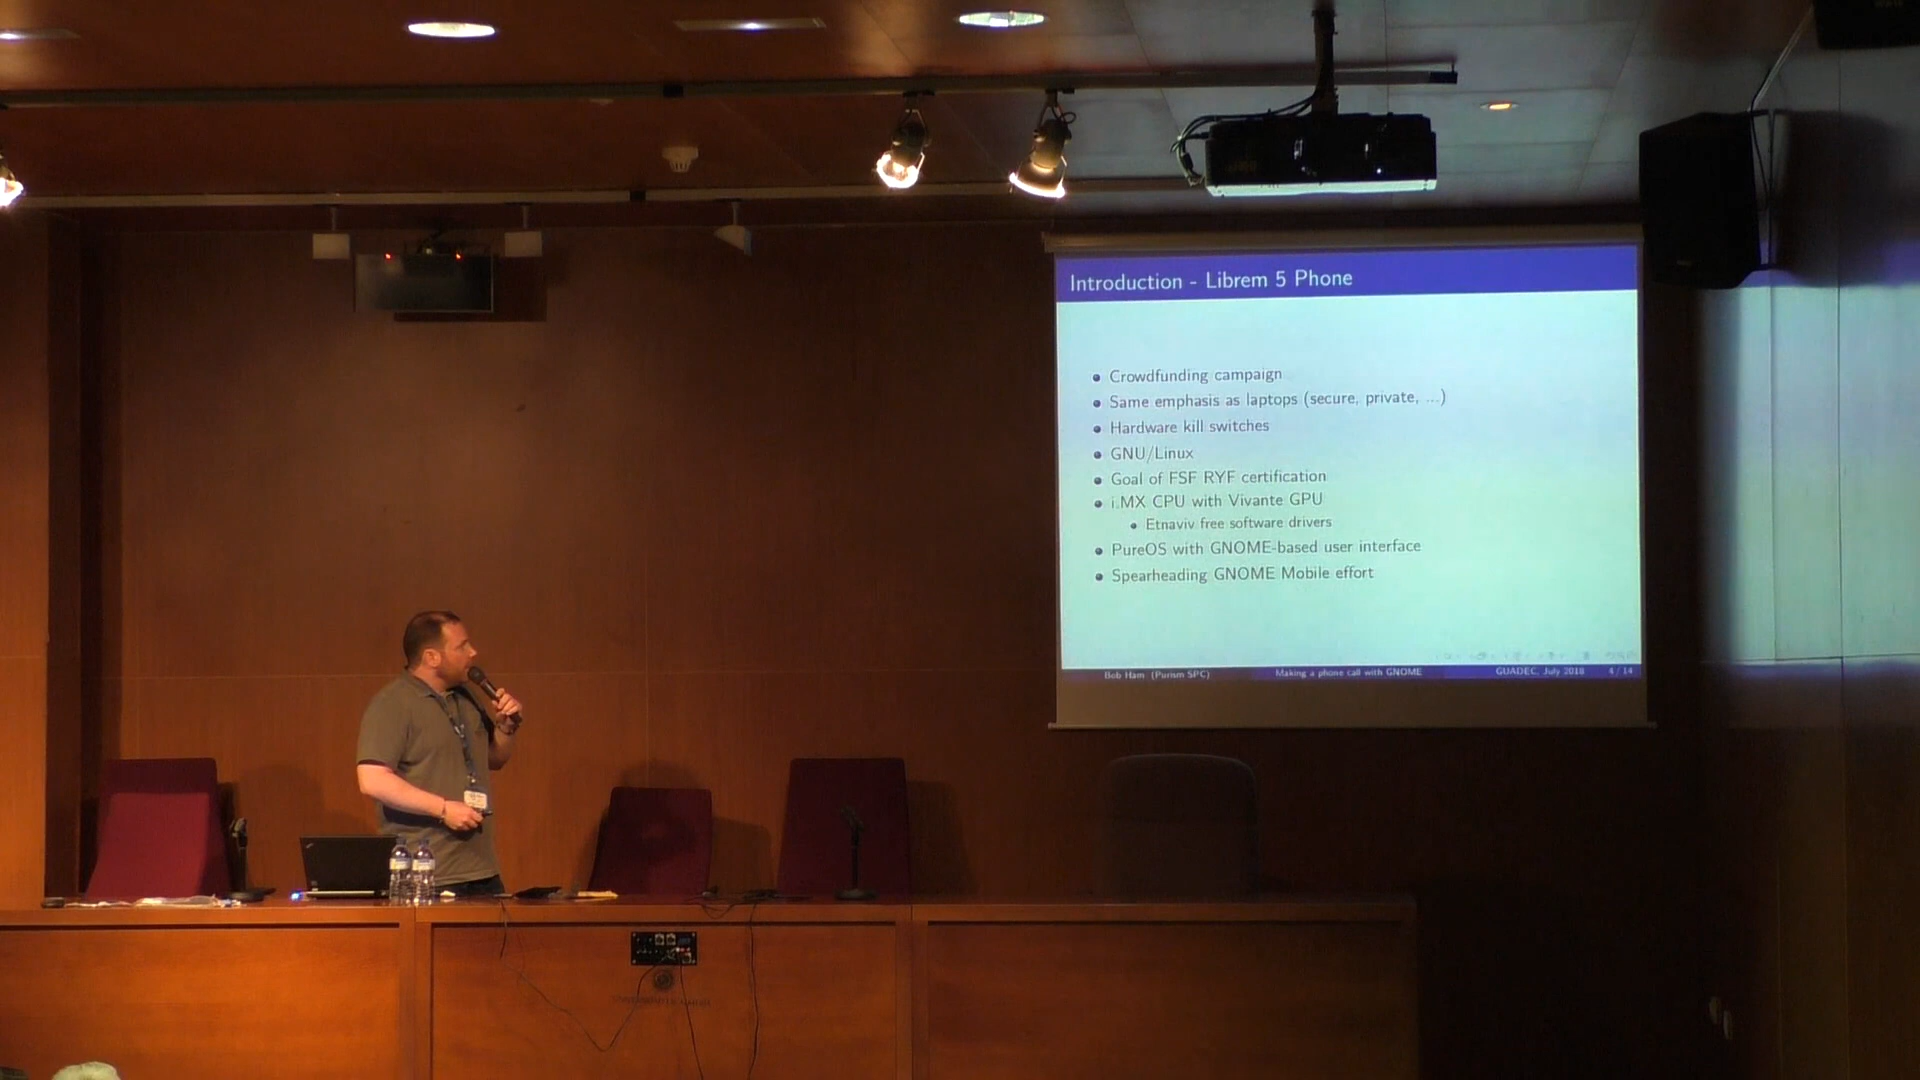 Introduction - Librem 5 Phone
Crowdfunding campaign
Same emphasis as laptops (secure, private, ...)
Hardware kill switches
GNU/Linux
Goal of FSF RYF certification
i.MX CPU with Vivante GPU
Etnaviv free software drivers
PureOS with GNOME-based user interface
Spearheading GNOME Mobile effort
Bob Ham (Purism SPC) Making a phone call with GNOME GUADEC, July 2018 4 / 14